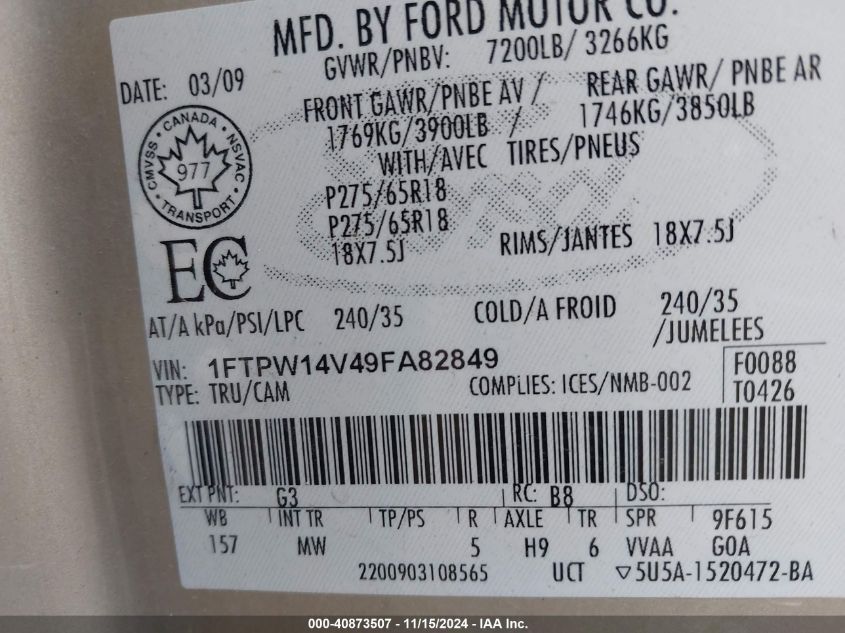 MFD. BY FORD MOTOR CO.
GVWR/PNBV: 7200LB/ 3266KG
DATE: 03/09
FRONT GAWR/PNBE AV / REAR GAWR/ PNBE AR
1769KG/3900LB / 1746KG/3850LB
WITH/AVEC TIRES/PNEUS
P275/65R18
P275/65R18
18X7.5J RIMS/JANTES 18X7.5J
CANADA
CMVSS 977 NSVAC
TRANSPORT
EC
AT/A kPa/PSI/LPC 240/35 COLD/A FROID 240/35
/JUMELEES
VIN: 1FTPW14V49FA82849 F0088
TYPE: TRU/CAM COMPLIES: ICES/NMB-002 T0426
EXT PNT: G3 RC: B8 DSO:
WB INT TR TP/PS R AXLE TR SPR 9F615
157 MW 5 H9 6 VVAA GOA
2200903108565 UCT ▽5U5A-1520472-BA
000-40873507 - 11/15/2024 - IAA Inc.